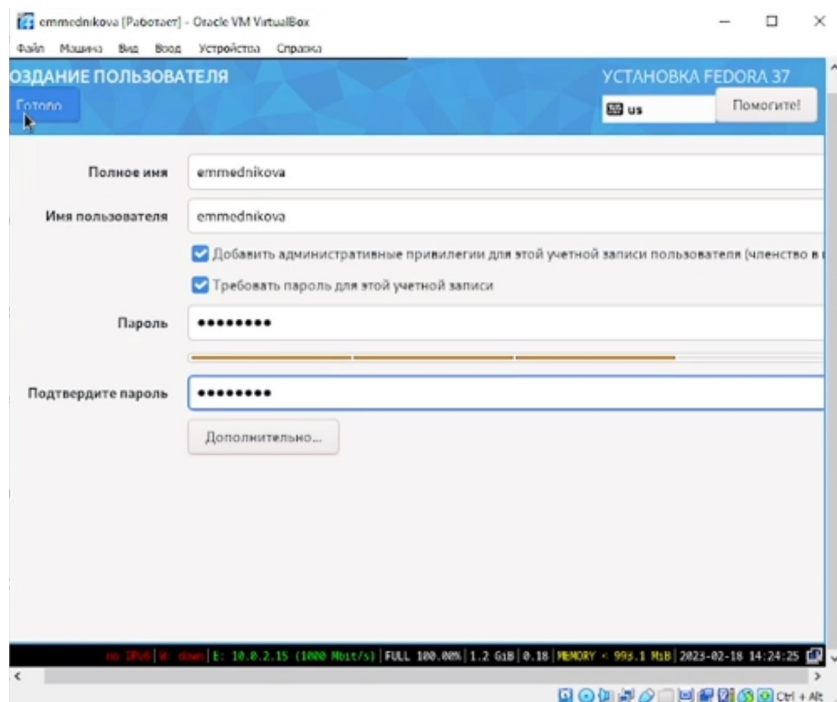 emmednikova [Работает] - Oracle VM VirtualBox
Файл Машина Вид Ввод Устройства Справка
ОЗДАНИЕ ПОЛЬЗОВАТЕЛЯ
УСТАНОВКА FEDORA 37
Готово
us
Помогите!
Полное имя
emmednikova
Имя пользователя
emmednikova
Добавить административные привилегии для этой учетной записи пользователя (членство в
Требовать пароль для этой учетной записи
Пароль
••••••••
Подтвердите пароль
••••••••
Дополнительно...
no IPv6|W: down|E: 10.0.2.15 (1000 Mbit/s)|FULL 100.00%|1.2 GiB|0.18|MEMORY < 993.1 MiB|2023-02-18 14:24:25
Ctrl + Alt